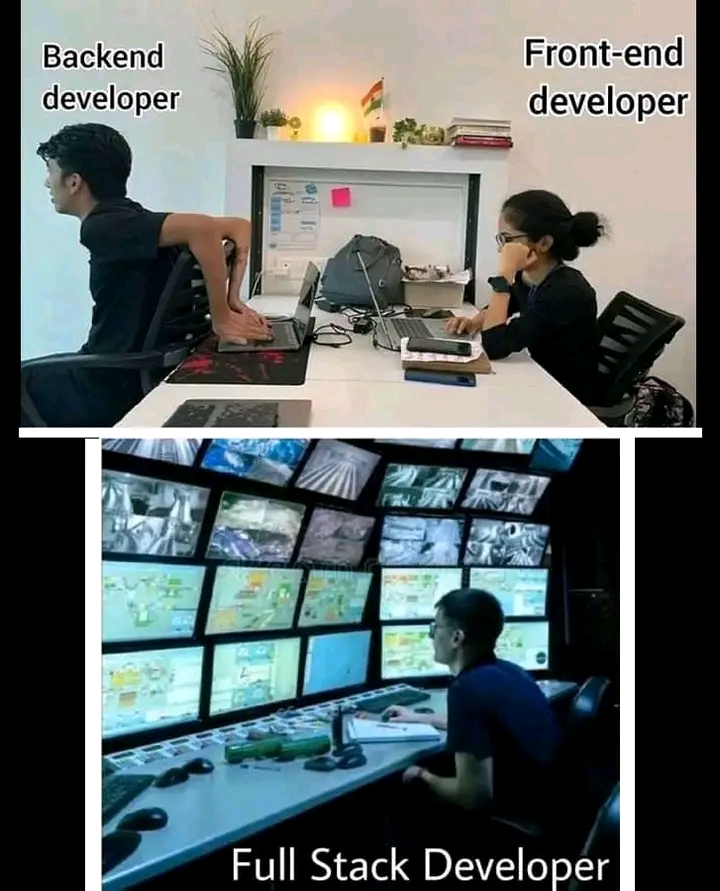 Backend
developer
Front-end
developer
Full Stack Developer